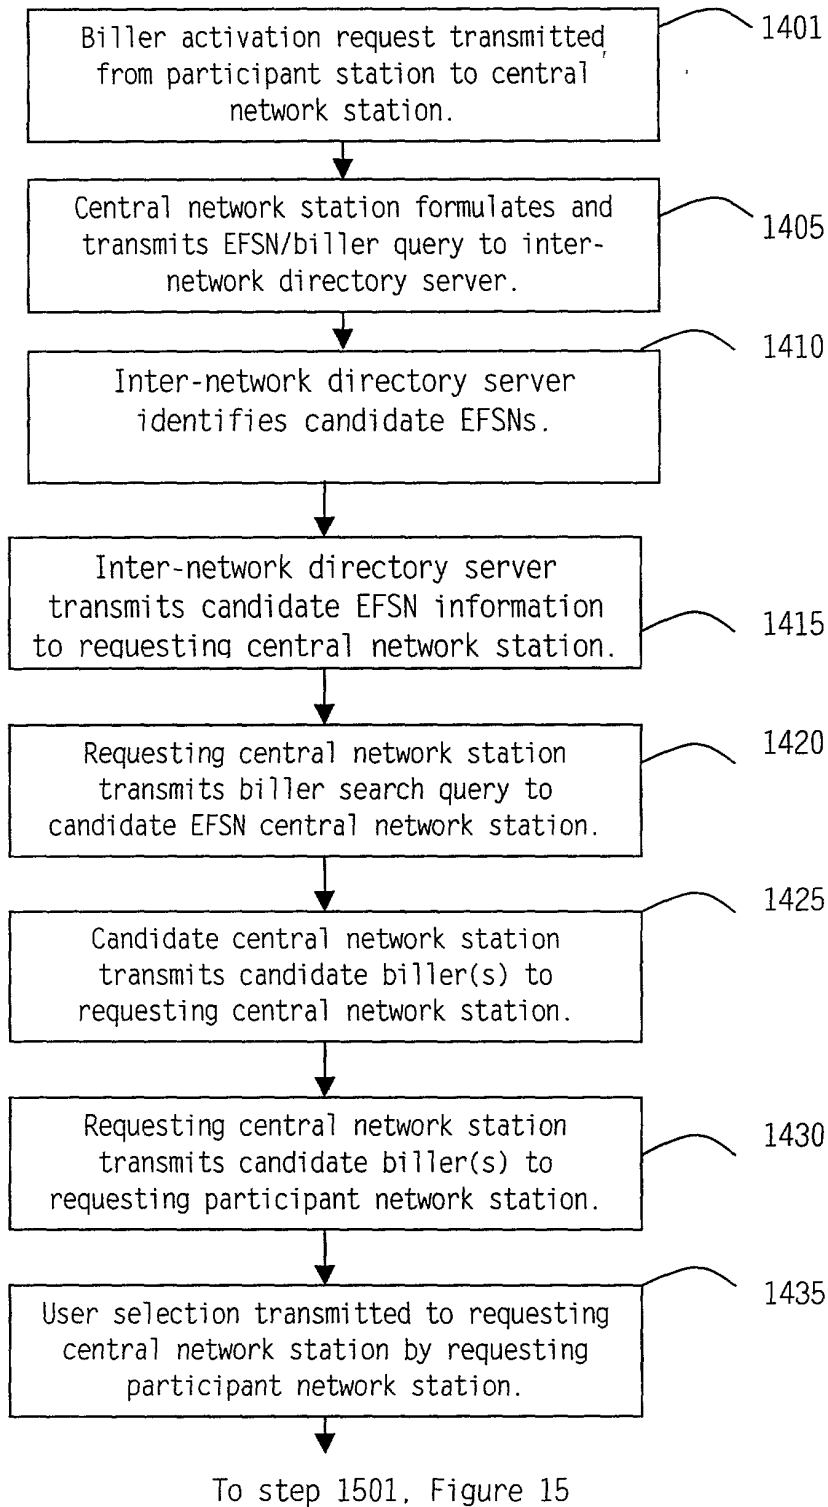 Biller activation request transmitted
from participant station to central
network station.
1401
Central network station formulates and
transmits EFSN/biller query to inter-
network directory server.
1405
Inter-network directory server
identifies candidate EFSNs.
1410
Inter-network directory server
transmits candidate EFSN information
to requesting central network station.
1415
Requesting central network station
transmits biller search query to
candidate EFSN central network station.
1420
Candidate central network station
transmits candidate biller(s) to
requesting central network station.
1425
Requesting central network station
transmits candidate biller(s) to
requesting participant network station.
1430
User selection transmitted to requesting
central network station by requesting
participant network station.
1435
To step 1501, Figure 15